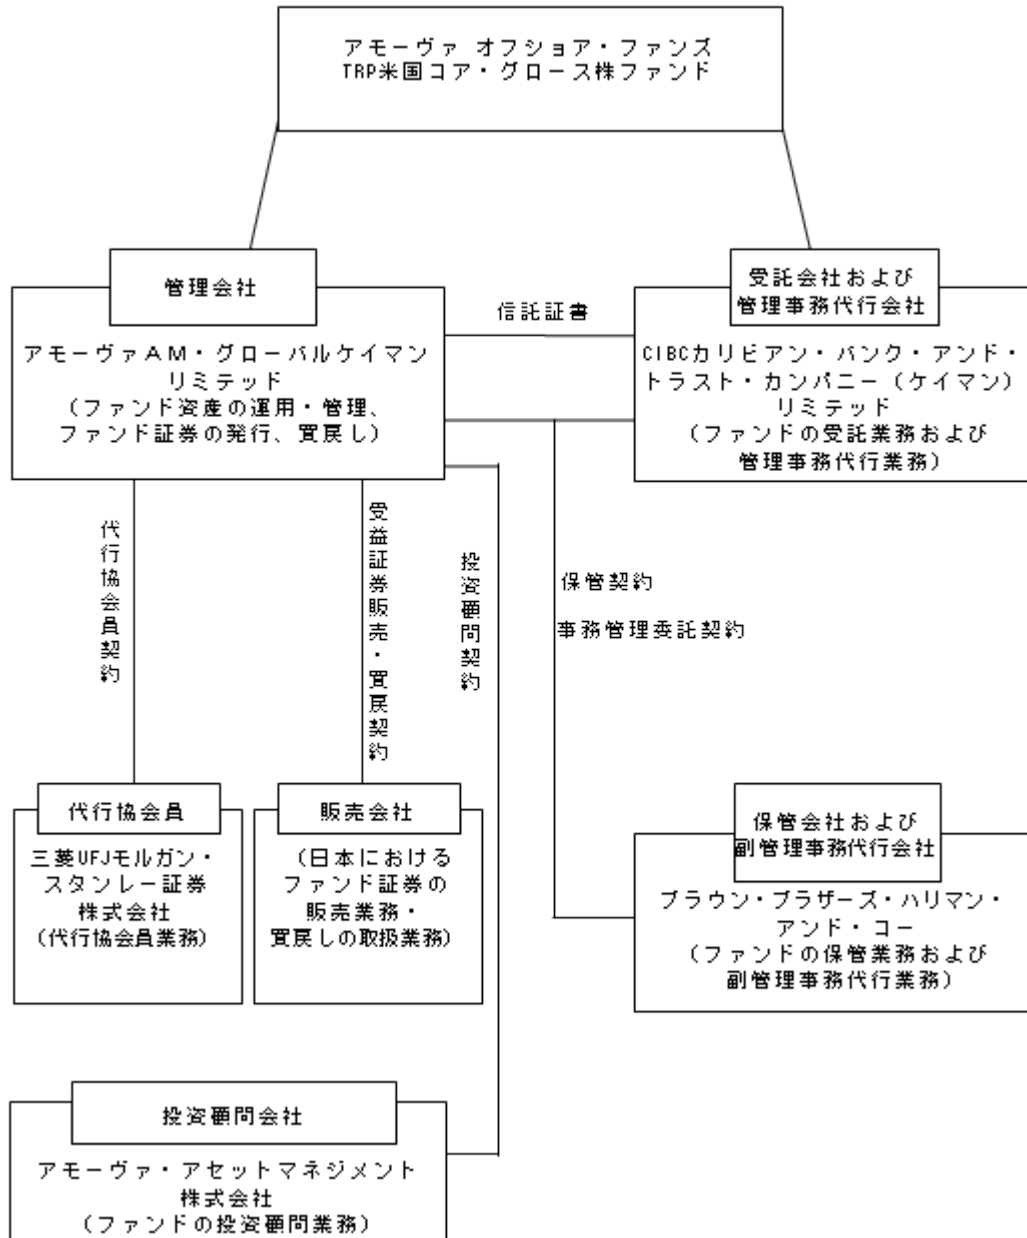 アモーヴァ オフショア・ファンズ
TRP米国コア・グロース株ファンド
管理会社
アモーヴァAM・グローバルケイマン
リミテッド
(ファンド資産の運用・管理、
ファンド証券の発行、買戻し)
信託証書
受託会社および
管理事務代行会社
CIBCカリビアン・バンク・アンド・
トラスト・カンパニー(ケイマン)
リミテッド
(ファンドの受託業務および
管理事務代行業務)
代行協会員契約
受益証券販売・買戻契約
投資顧問契約
保管契約
事務管理委託契約
代行協会員
三菱UFJモルガン・
スタンレー証券
株式会社
(代行協会員業務)
販売会社
(日本における
ファンド証券の
販売業務・
買戻しの取扱業務)
保管会社および
副管理事務代行会社
ブラウン・ブラザーズ・ハリマン・
アンド・コー
(ファンドの保管業務および
副管理事務代行業務)
投資顧問会社
アモーヴァ・アセットマネジメント
株式会社
(ファンドの投資顧問業務)